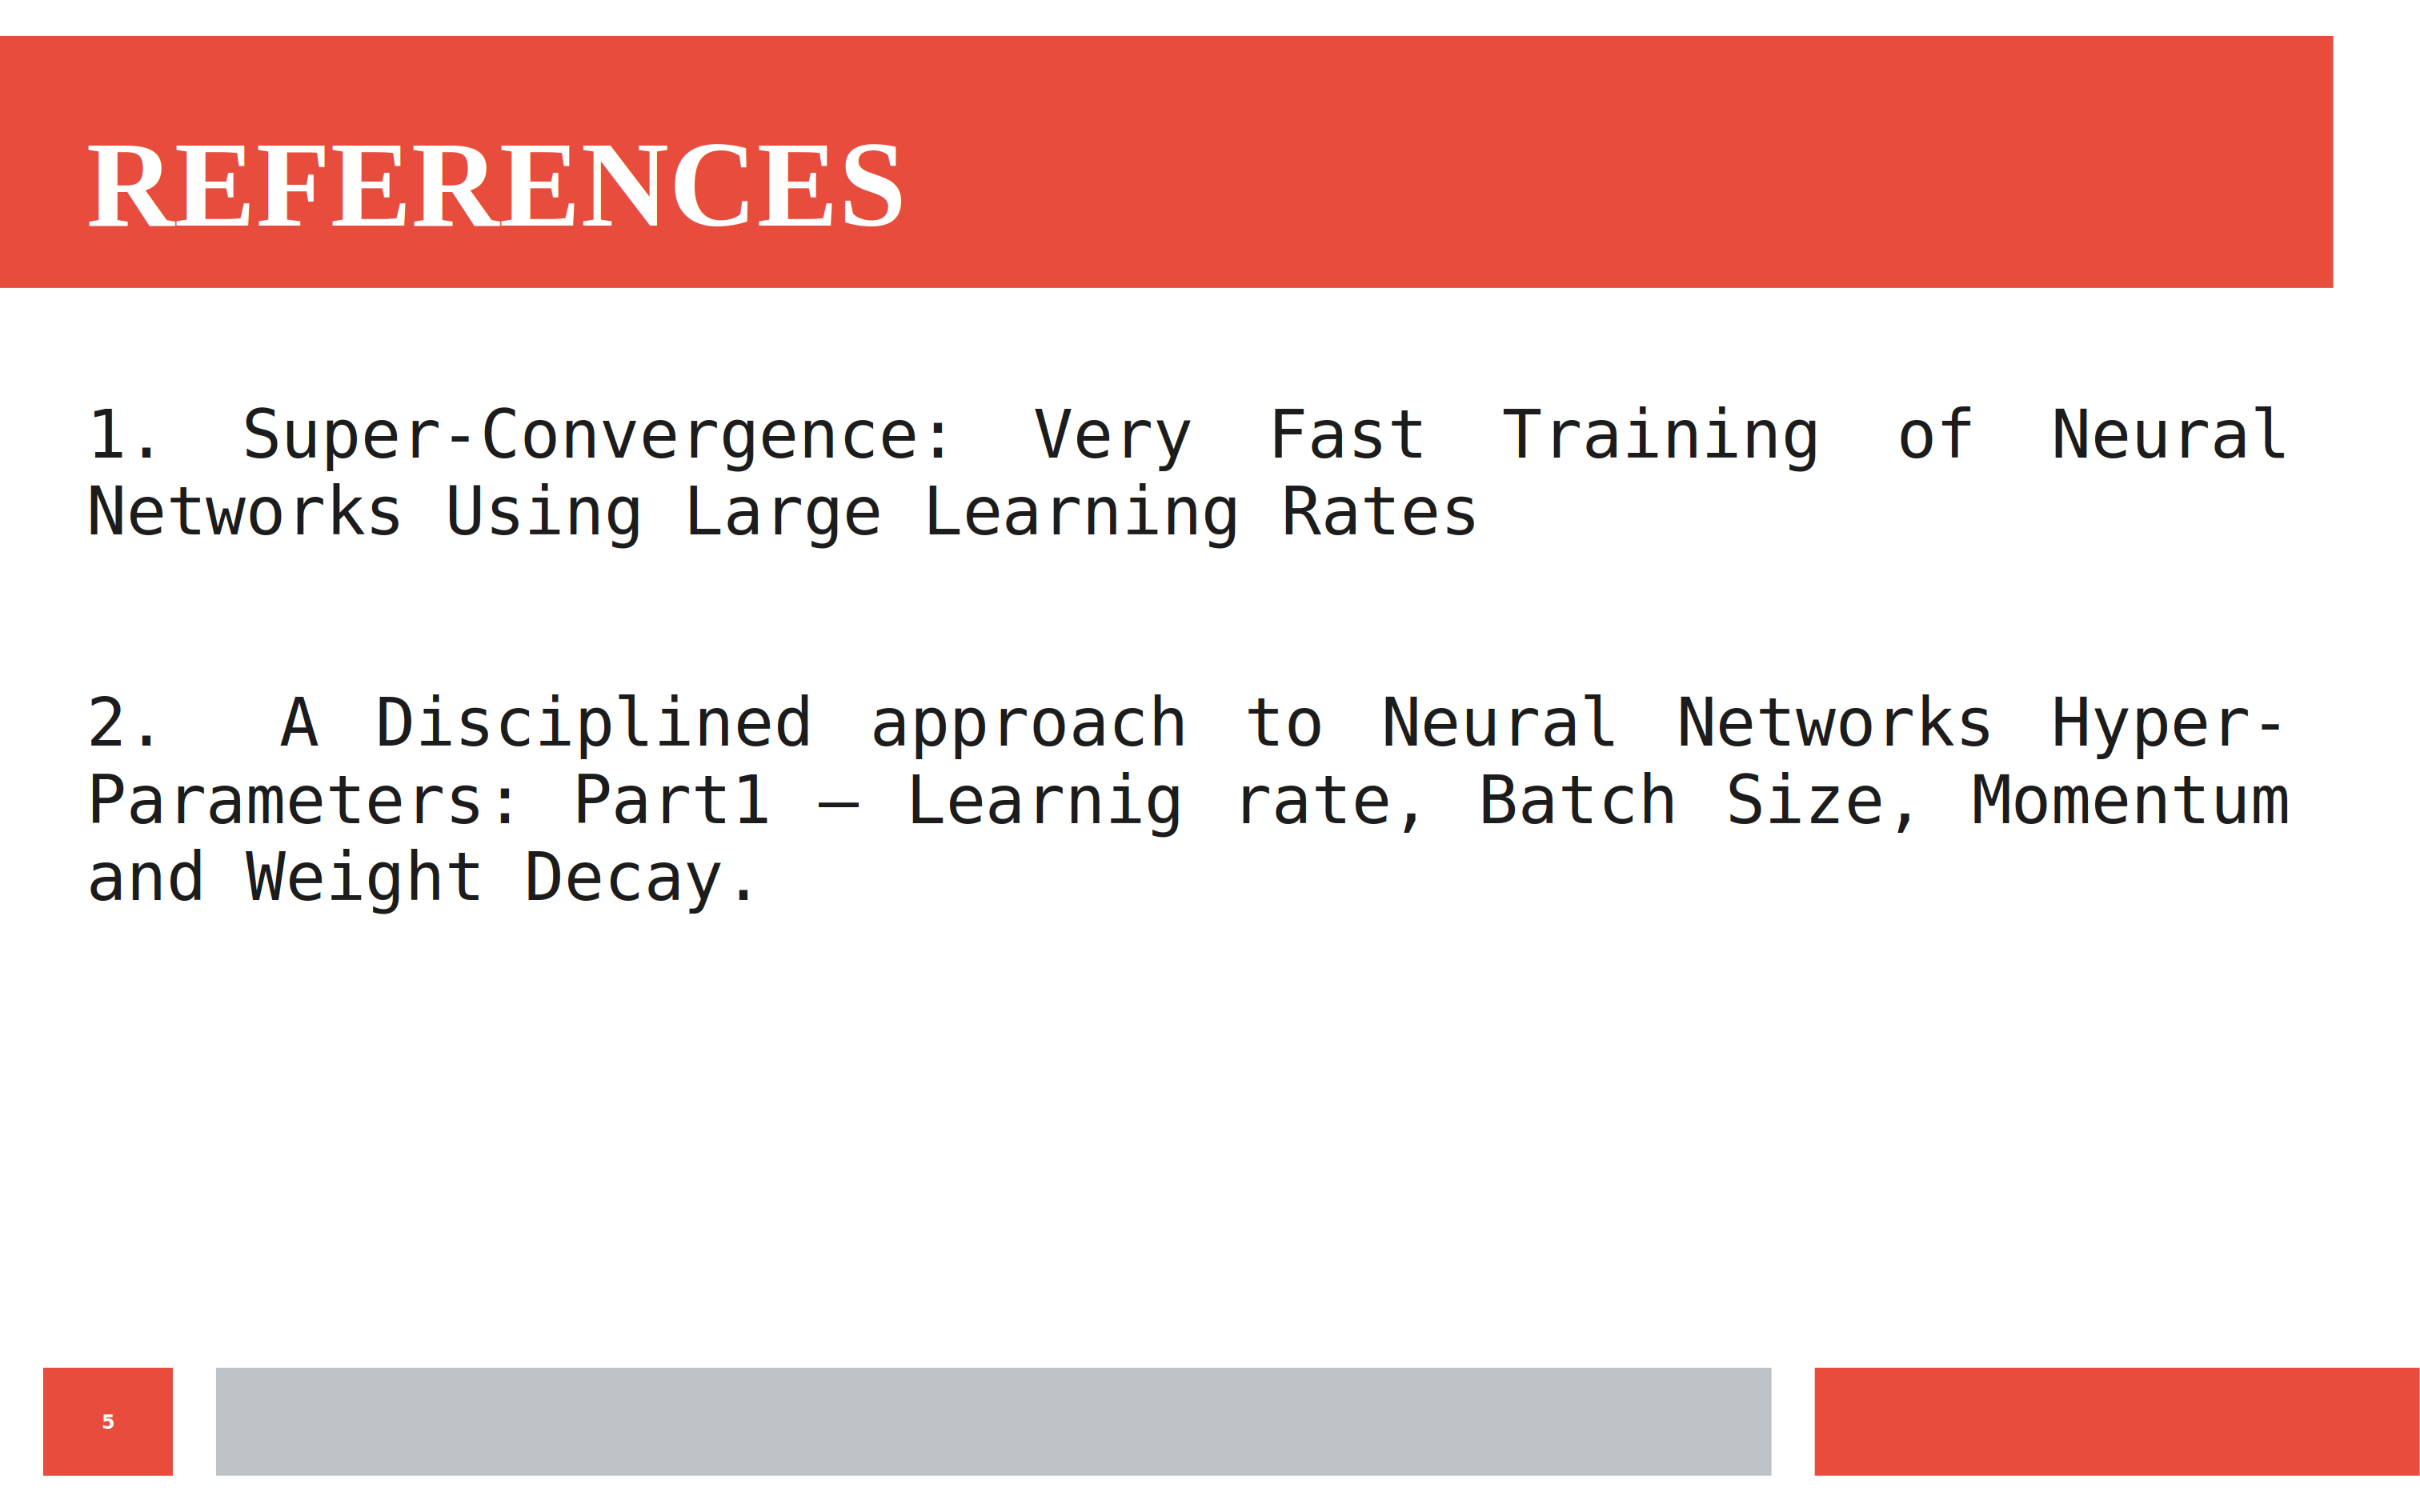 REFERENCES
1. Super-Convergence: Very Fast Training of Neural
Networks Using Large Learning Rates
2. A Disciplined approach to Neural Networks Hyper-
Parameters: Part1 – Learnig rate, Batch Size, Momentum
and Weight Decay.
5